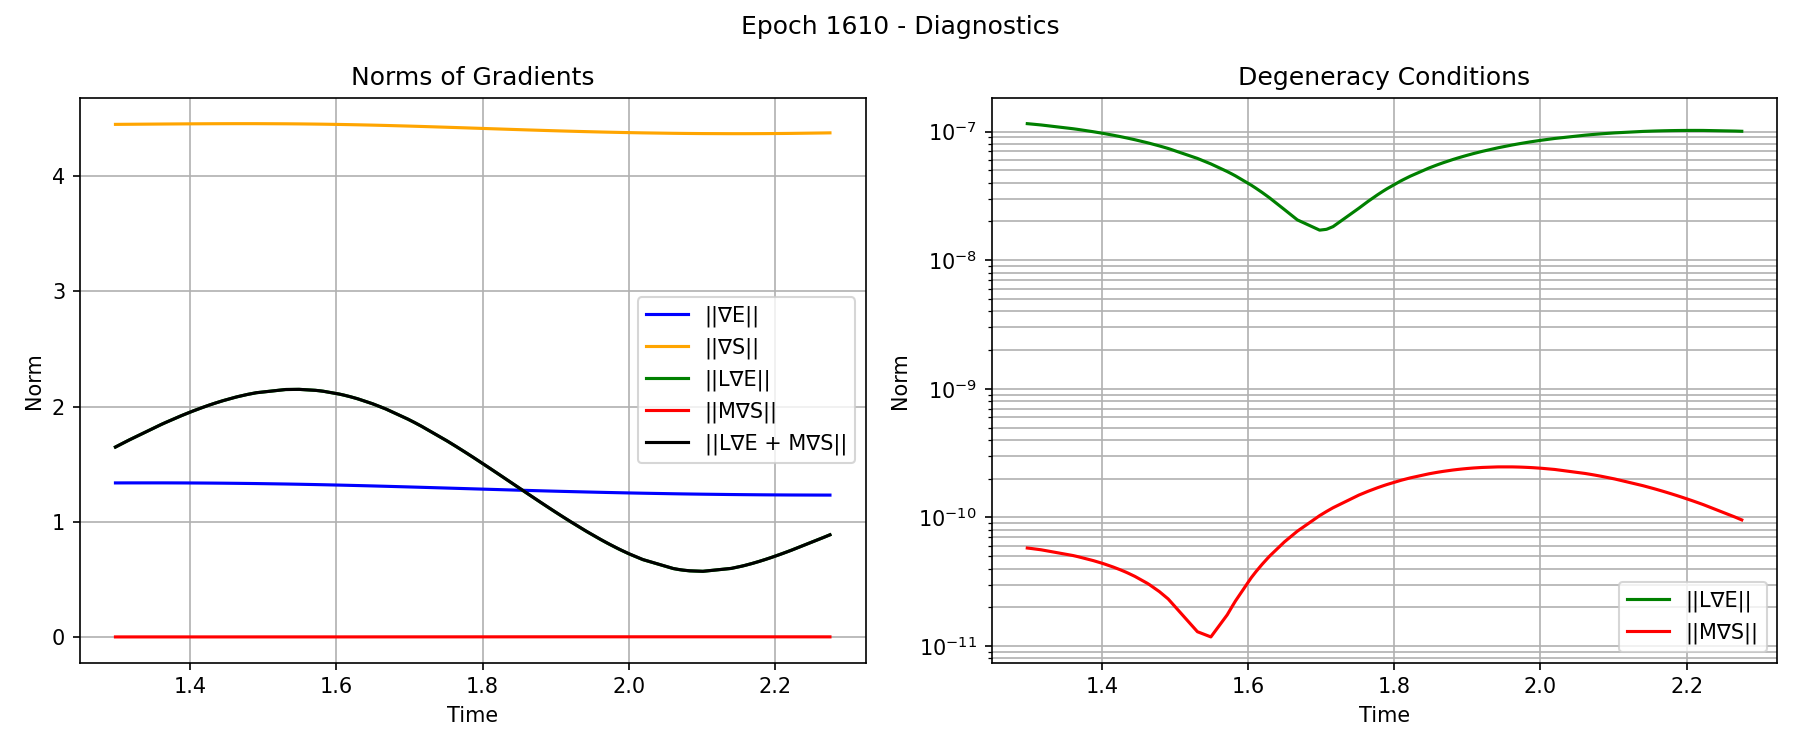 Epoch 1610 - Diagnostics
Norms of Gradients
Norm
4
3
2
1
0
1.4 1.6 1.8 2.0 2.2
Time
||∇E||
||∇S||
||L∇E||
||M∇S||
||L∇E + M∇S||
Degeneracy Conditions
Norm
10⁻⁷
10⁻⁸
10⁻⁹
10⁻¹⁰
10⁻¹¹
1.4 1.6 1.8 2.0 2.2
Time
||L∇E||
||M∇S||